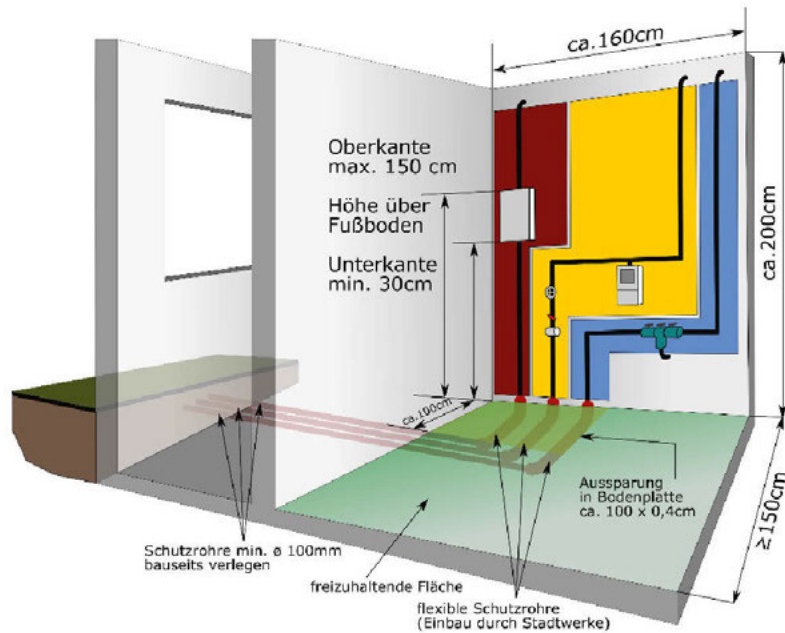 ca.160cm
Oberkante
max. 150 cm
Höhe über
Fußboden
Unterkante
min. 30cm
ca.200cm
ca.100cm
Aussparung
in Bodenplatte
ca. 100 x 0,4cm
≥150cm
Schutzrohre min. ø 100mm
bauseits verlegen
freizuhaltende Fläche
flexible Schutzrohre
(Einbau durch Stadtwerke)